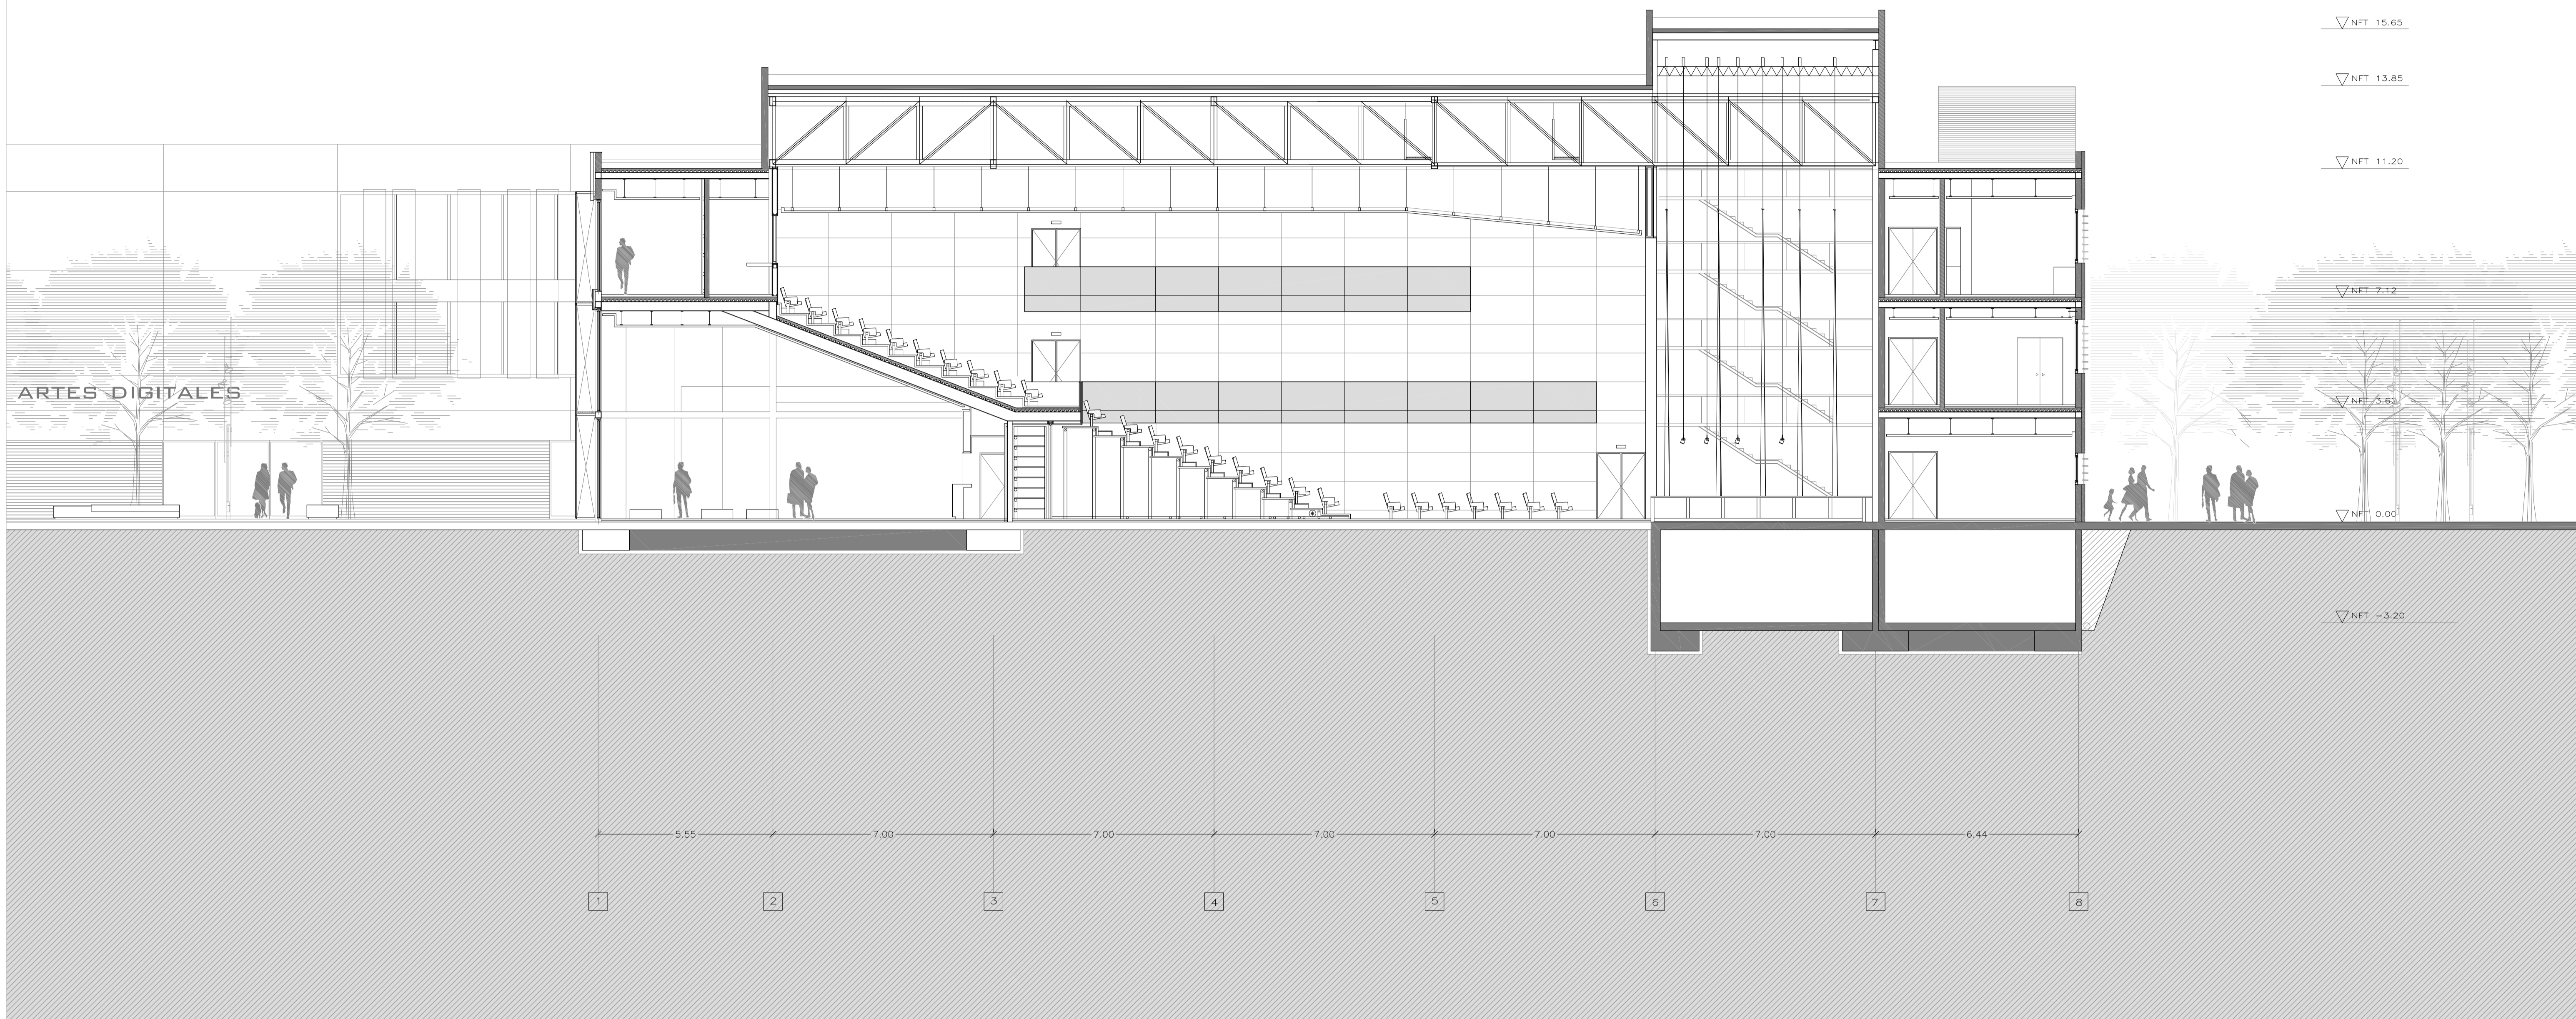 NFT 15.65
NFT 13.85
NFT 11.20
NFT 7.12
ARTES DIGITALES
NFT 3.62
NFT 0.00
NFT -3.20
5.55 7.00 7.00 7.00 7.00 7.00 6.44
1 2 3 4 5 6 7 8